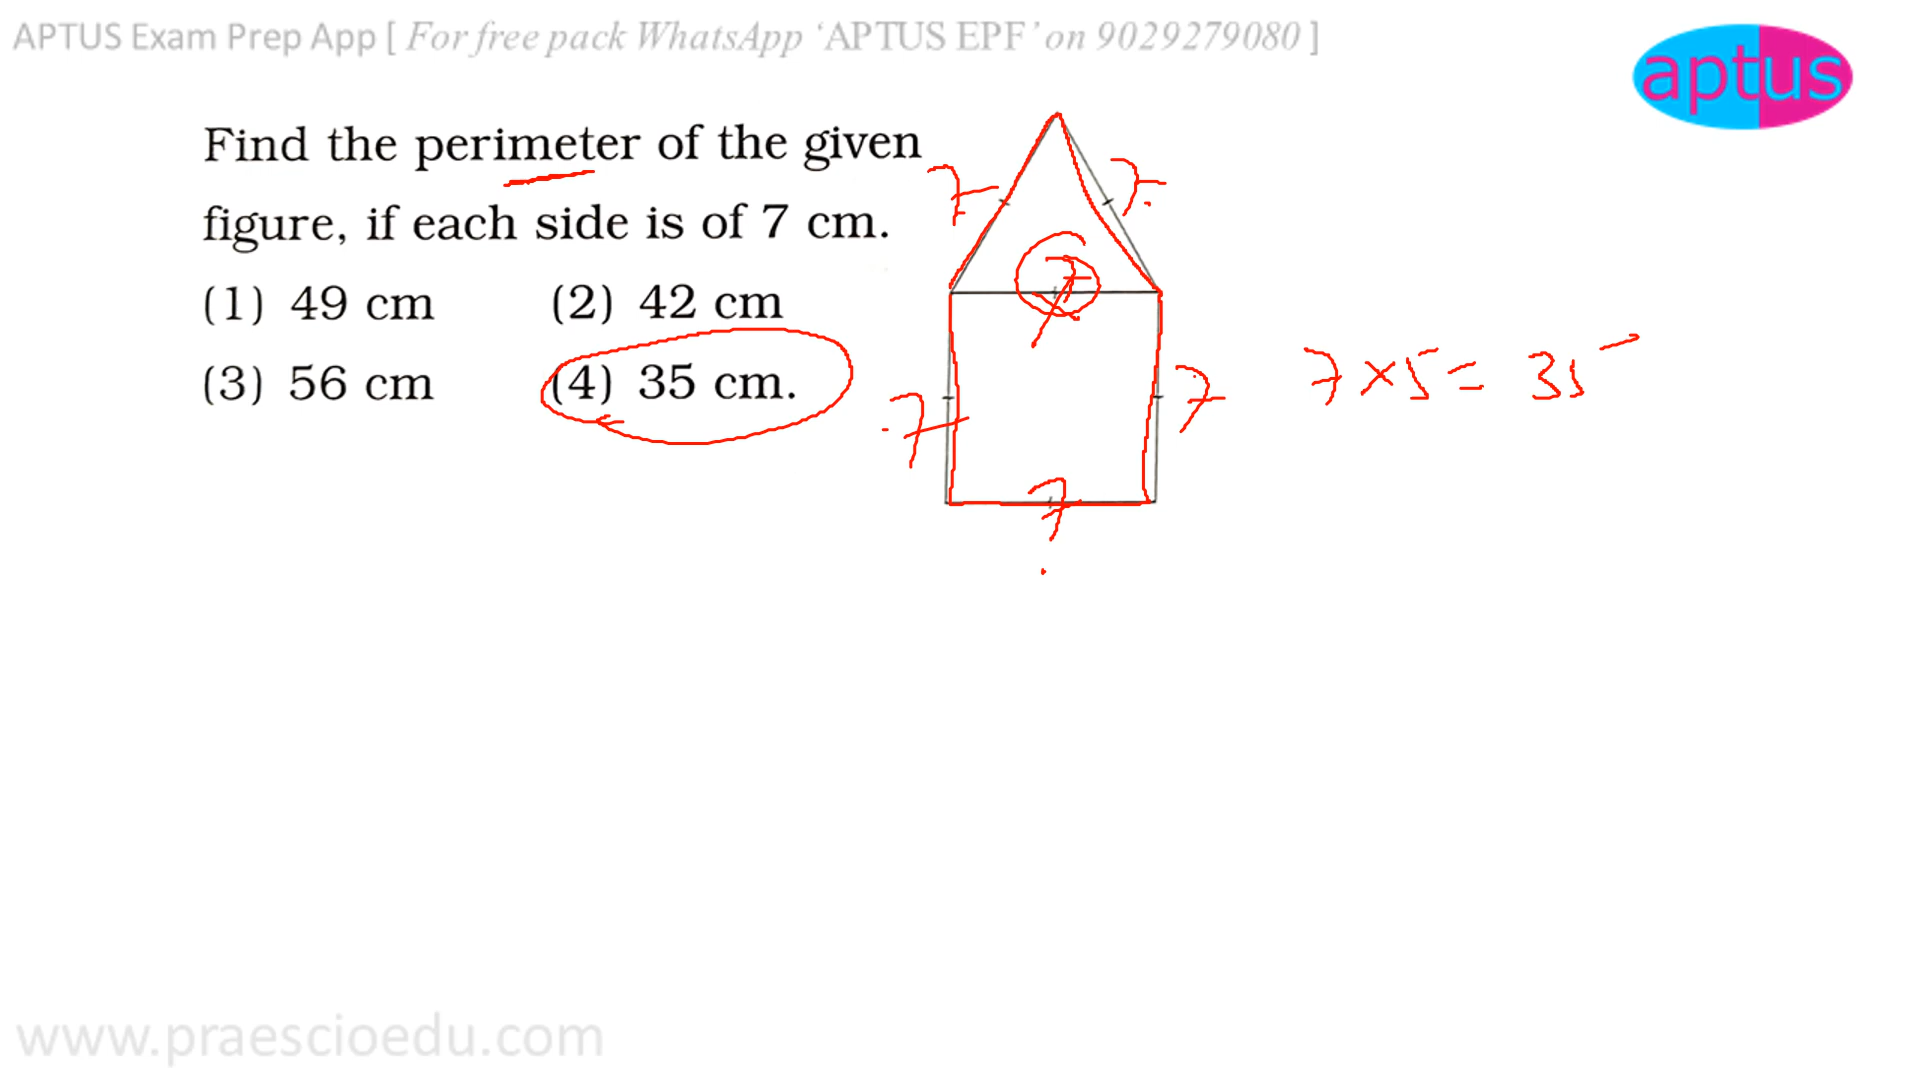 APTUS Exam Prep App [ For free pack WhatsApp ‘APTUS EPF’ on 9029279080 ]
aptus
Find the perimeter of the given
figure, if each side is of 7 cm.
(1) 49 cm (2) 42 cm
(3) 56 cm (4) 35 cm.
7 7
7
7 7
7
7 × 5 = 35
www.praescioedu.com